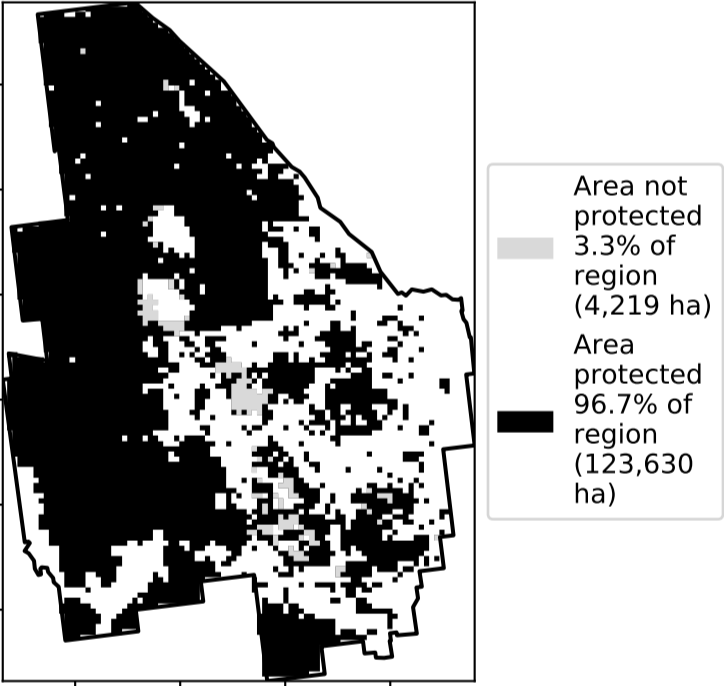 Area not
protected
3.3% of
region
(4,219 ha)
Area
protected
96.7% of
region
(123,630
ha)